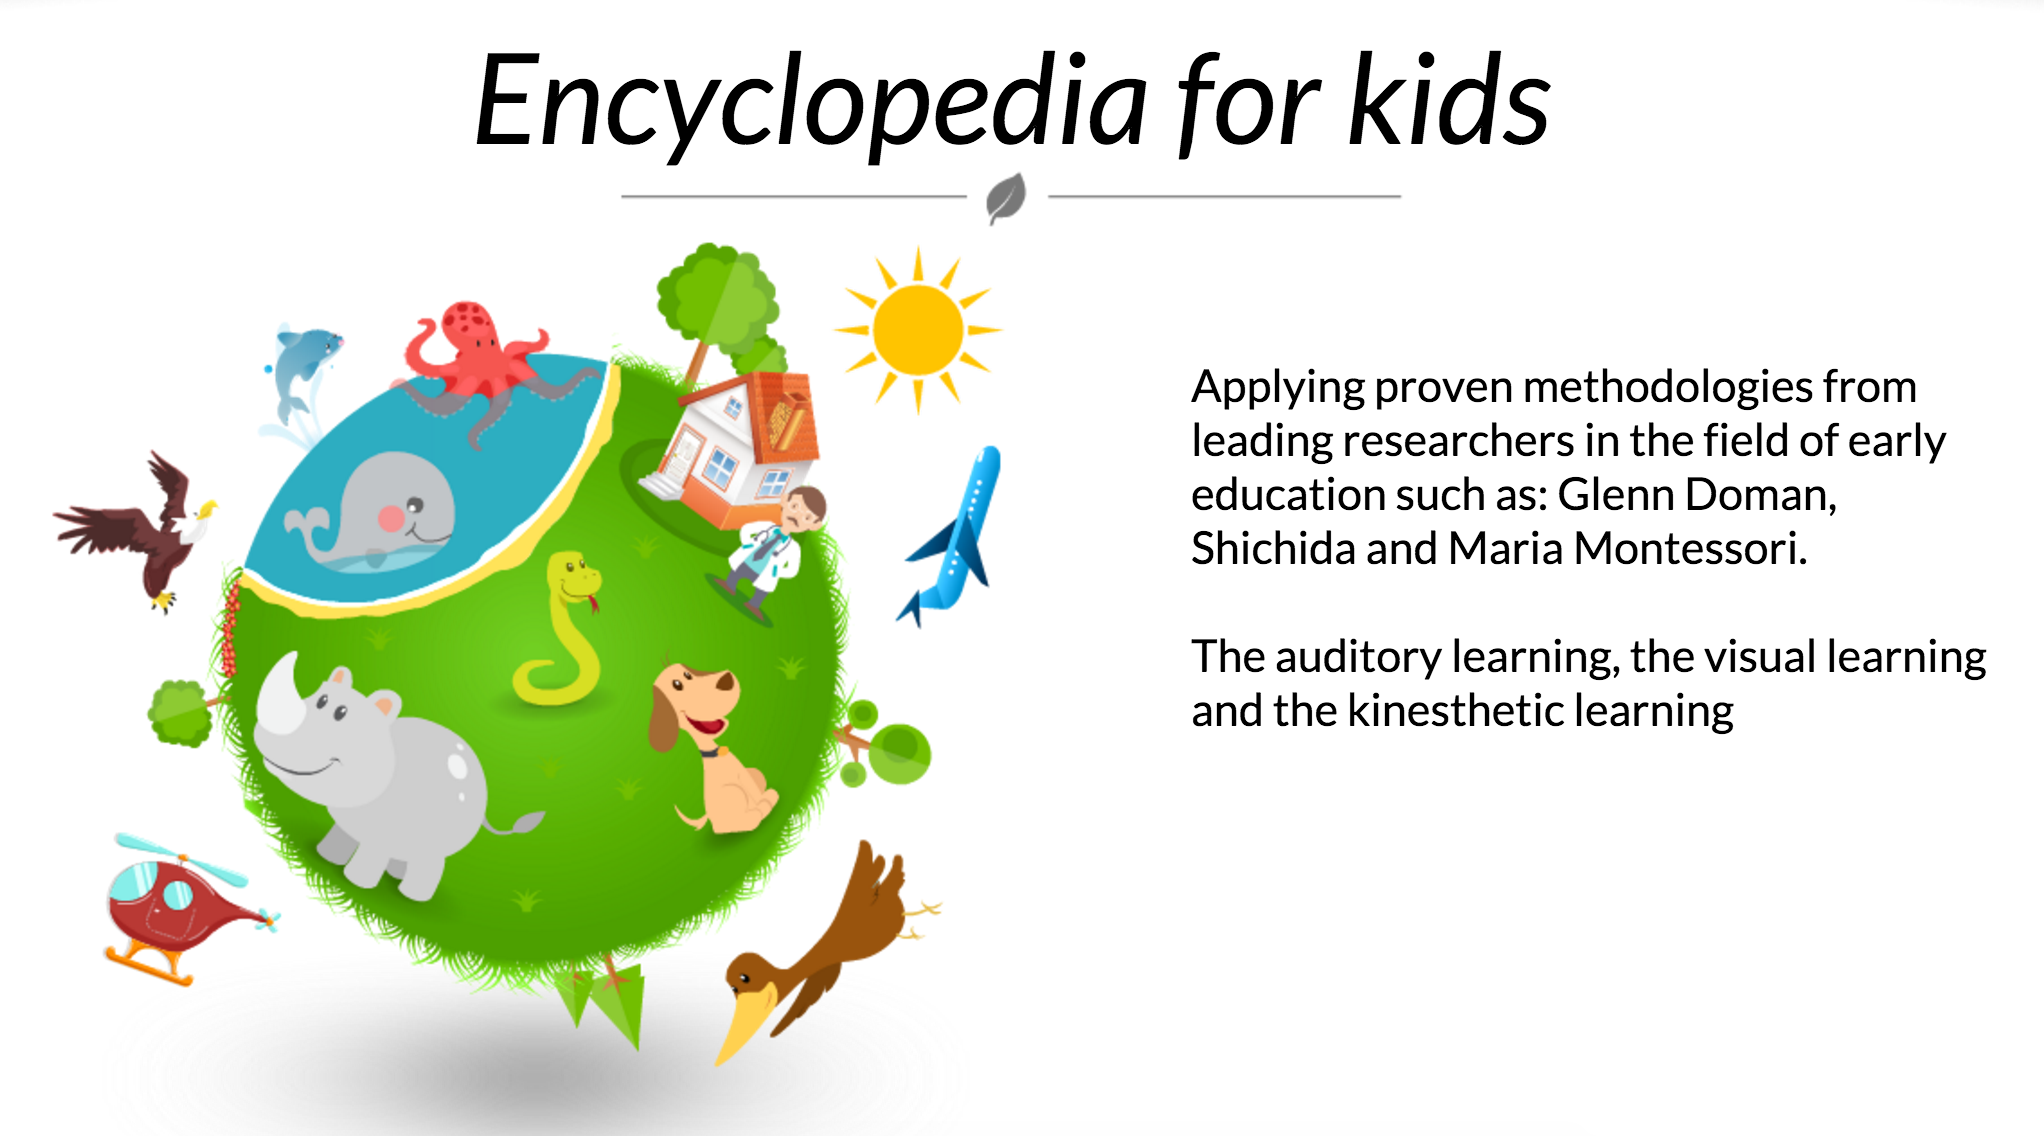 Encyclopedia for kids
Applying proven methodologies from
leading researchers in the field of early
education such as: Glenn Doman,
Shichida and Maria Montessori.
The auditory learning, the visual learning
and the kinesthetic learning